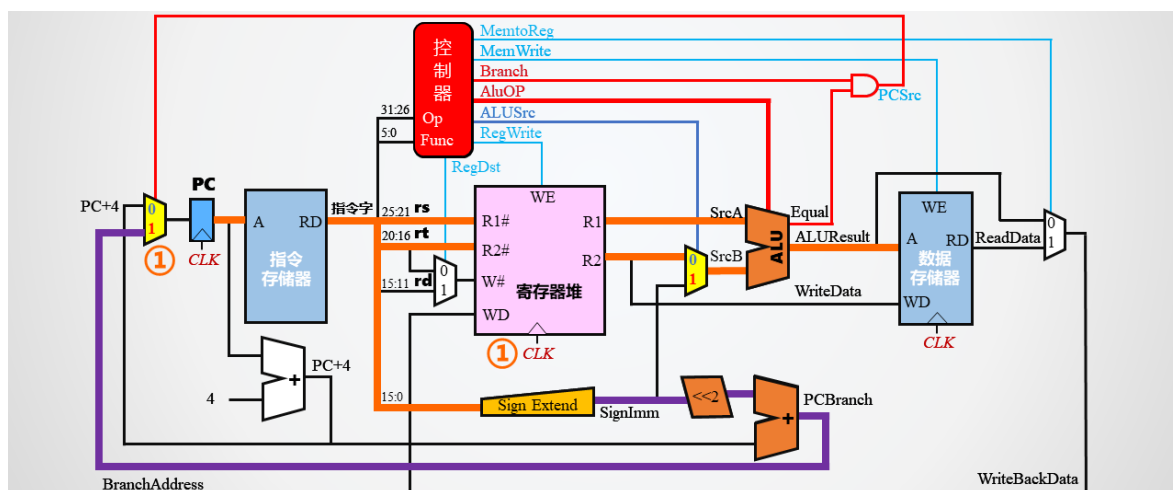 控制器
MemtoReg
MemWrite
Branch
AluOP
ALUSrc
RegWrite
31:26
Op
5:0
Func
RegDst
PCSrc
PC
PC+4
0
1
①
CLK
A
RD
指令存储器
指令字
25:21 rs
20:16 rt
15:11 rd
0
1
WE
R1#
R1
R2#
R2
W#
寄存器堆
WD
①
CLK
SrcA
0
1
SrcB
ALU
Equal
ALUResult
WriteData
WE
A
RD
数据存储器
WD
CLK
ReadData
0
1
4
+
PC+4
15:0
Sign Extend
SignImm
<<2
+
PCBranch
BranchAddress
WriteBackData